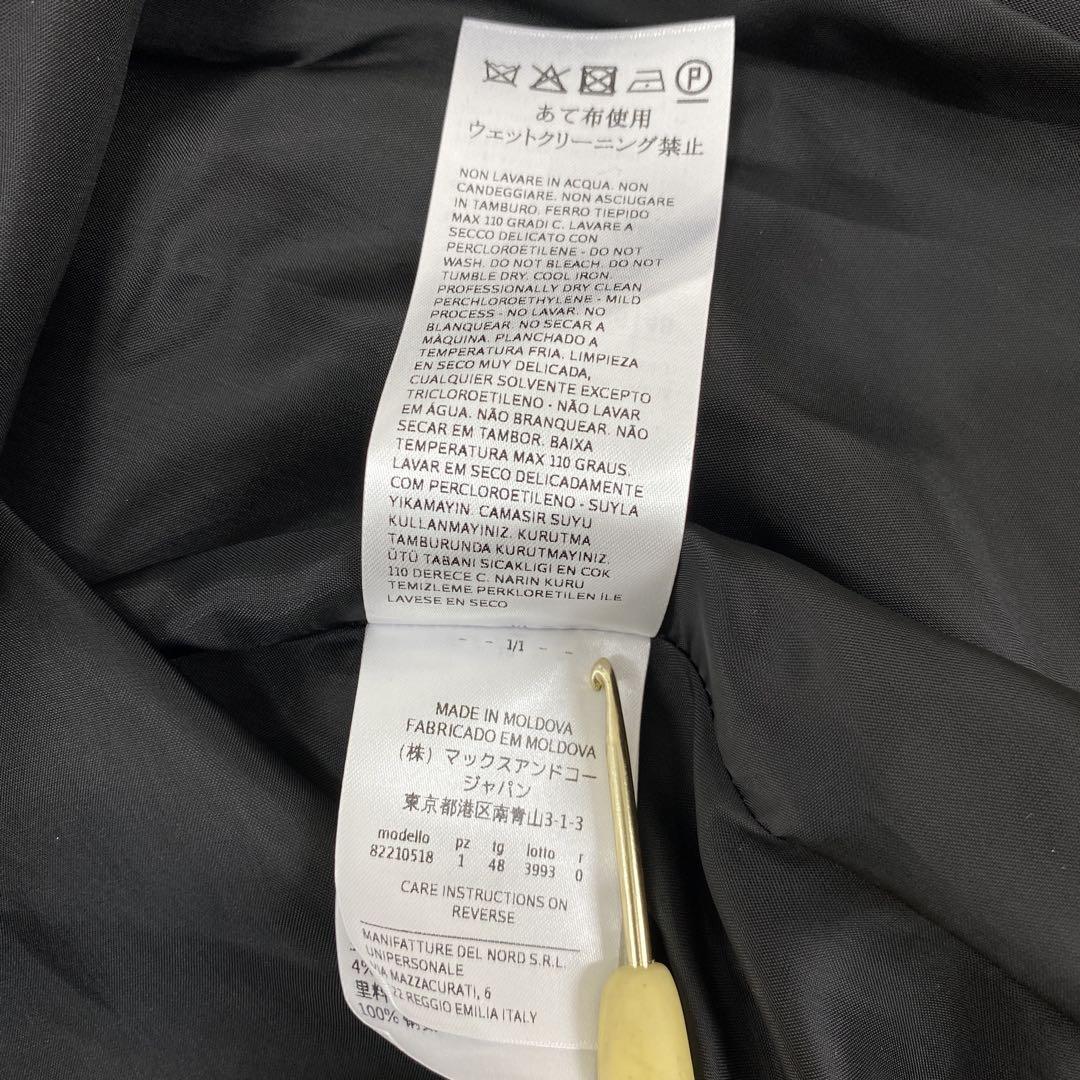 P
あて布使用
ウェットクリーニング禁止
NON LAVARE IN ACQUA. NON
CANDEGGIARE. NON ASCIUGARE
IN TAMBURO. FERRO TIEPIDO
MAX 110 GRADI C. LAVARE A
SECCO DELICATO CON
PERCLOROETILENE - DO NOT
WASH. DO NOT BLEACH. DO NOT
TUMBLE DRY. COOL IRON.
PROFESSIONALLY DRY CLEAN
PERCHLOROETHYLENE - MILD
PROCESS - NO LAVAR. NO
BLANQUEAR. NO SECAR A
MÁQUINA. PLANCHADO A
TEMPERATURA FRIA. LIMPIEZA
EN SECO MUY DELICADA,
CUALQUIER SOLVENTE EXCEPTO
TRICLOROETILENO - NÃO LAVAR
EM ÁGUA. NÃO BRANQUEAR. NÃO
SECAR EM TAMBOR. BAIXA
TEMPERATURA MAX 110 GRAUS.
LAVAR EM SECO DELICADAMENTE
COM PERCLOROETILENO - SUYLA
YIKAMAYIN. CAMASIR SUYU
KULLANMAYINIZ. KURUTMA
TAMBURUNDA KURUTMAYINIZ.
ÜTÜ TABANI SICAKLIGI EN COK
110 DERECE C. NARIN KURU
TEMIZLEME PERKLORETILEN İLE
LAVESE EN SECO
- - 1/1 - -
MADE IN MOLDOVA
FABRICADO EM MOLDOVA
(株) マックスアンドコー
ジャパン
東京都港区南青山3-1-3
modello pz tg lotto r
82210518 1 48 3993 0
CARE INSTRUCTIONS ON
REVERSE
MANIFATTURE DEL NORD S.R.L.
UNIPERSONALE
VIA MAZZACURATI, 6
REGGIO EMILIA ITALY
4%
里料
100%